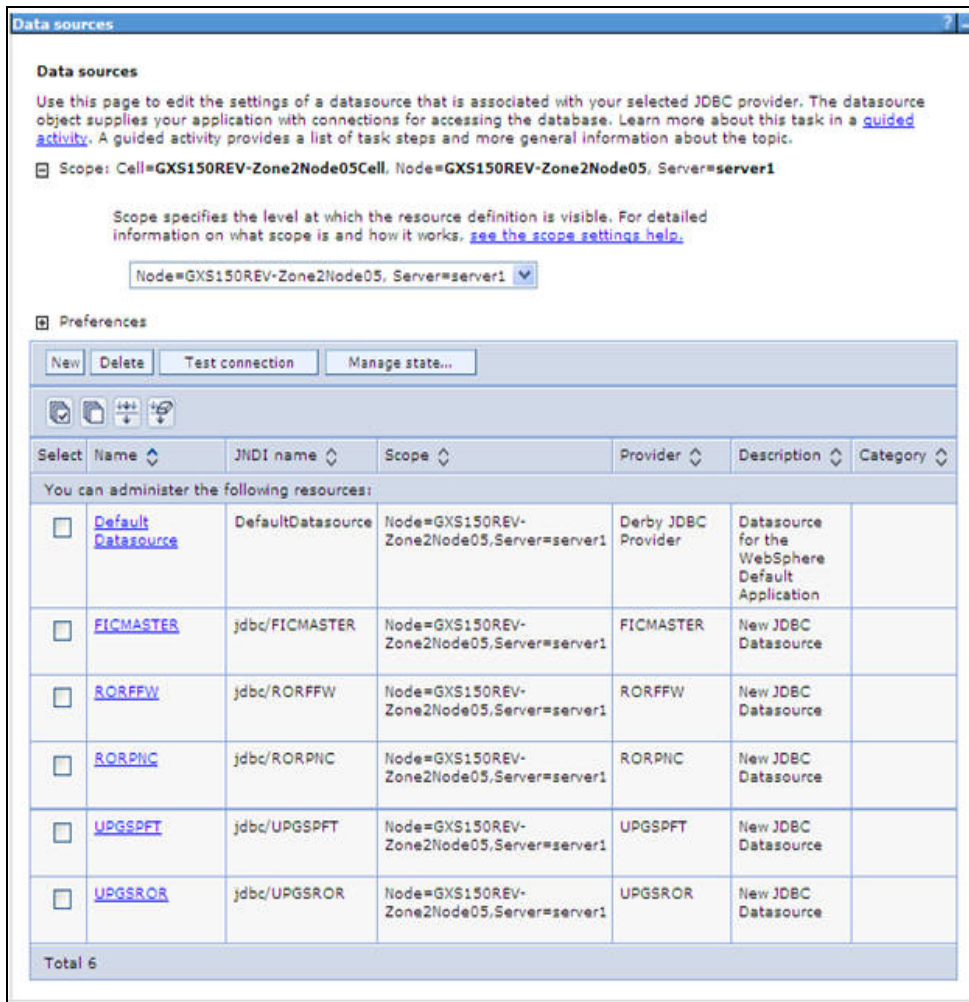 Data sources
?
Data sources
Use this page to edit the settings of a datasource that is associated with your selected JDBC provider. The datasource
object supplies your application with connections for accessing the database. Learn more about this task in a guided
activity. A guided activity provides a list of task steps and more general information about the topic.
Scope: Cell=GXS150REV-Zone2Node05Cell, Node=GXS150REV-Zone2Node05, Server=server1
Scope specifies the level at which the resource definition is visible. For detailed
information on what scope is and how it works, see the scope settings help.
Node=GXS150REV-Zone2Node05, Server=server1
Preferences
New Delete Test connection Manage state...
Select Name JNDI name Scope Provider Description Category
You can administer the following resources:
Default DefaultDatasource Node=GXS150REV- Derby JDBC Datasource
Datasource Zone2Node05,Server=server1 Provider for the
WebSphere
Default
Application
FICMASTER jdbc/FICMASTER Node=GXS150REV- FICMASTER New JDBC
Zone2Node05,Server=server1 Datasource
RORFFW jdbc/RORFFW Node=GXS150REV- RORFFW New JDBC
Zone2Node05,Server=server1 Datasource
RORPNC jdbc/RORPNC Node=GXS150REV- RORPNC New JDBC
Zone2Node05,Server=server1 Datasource
UPGSPFT jdbc/UPGSPFT Node=GXS150REV- UPGSPFT New JDBC
Zone2Node05,Server=server1 Datasource
UPGSROR jdbc/UPGSROR Node=GXS150REV- UPGSROR New JDBC
Zone2Node05,Server=server1 Datasource
Total 6